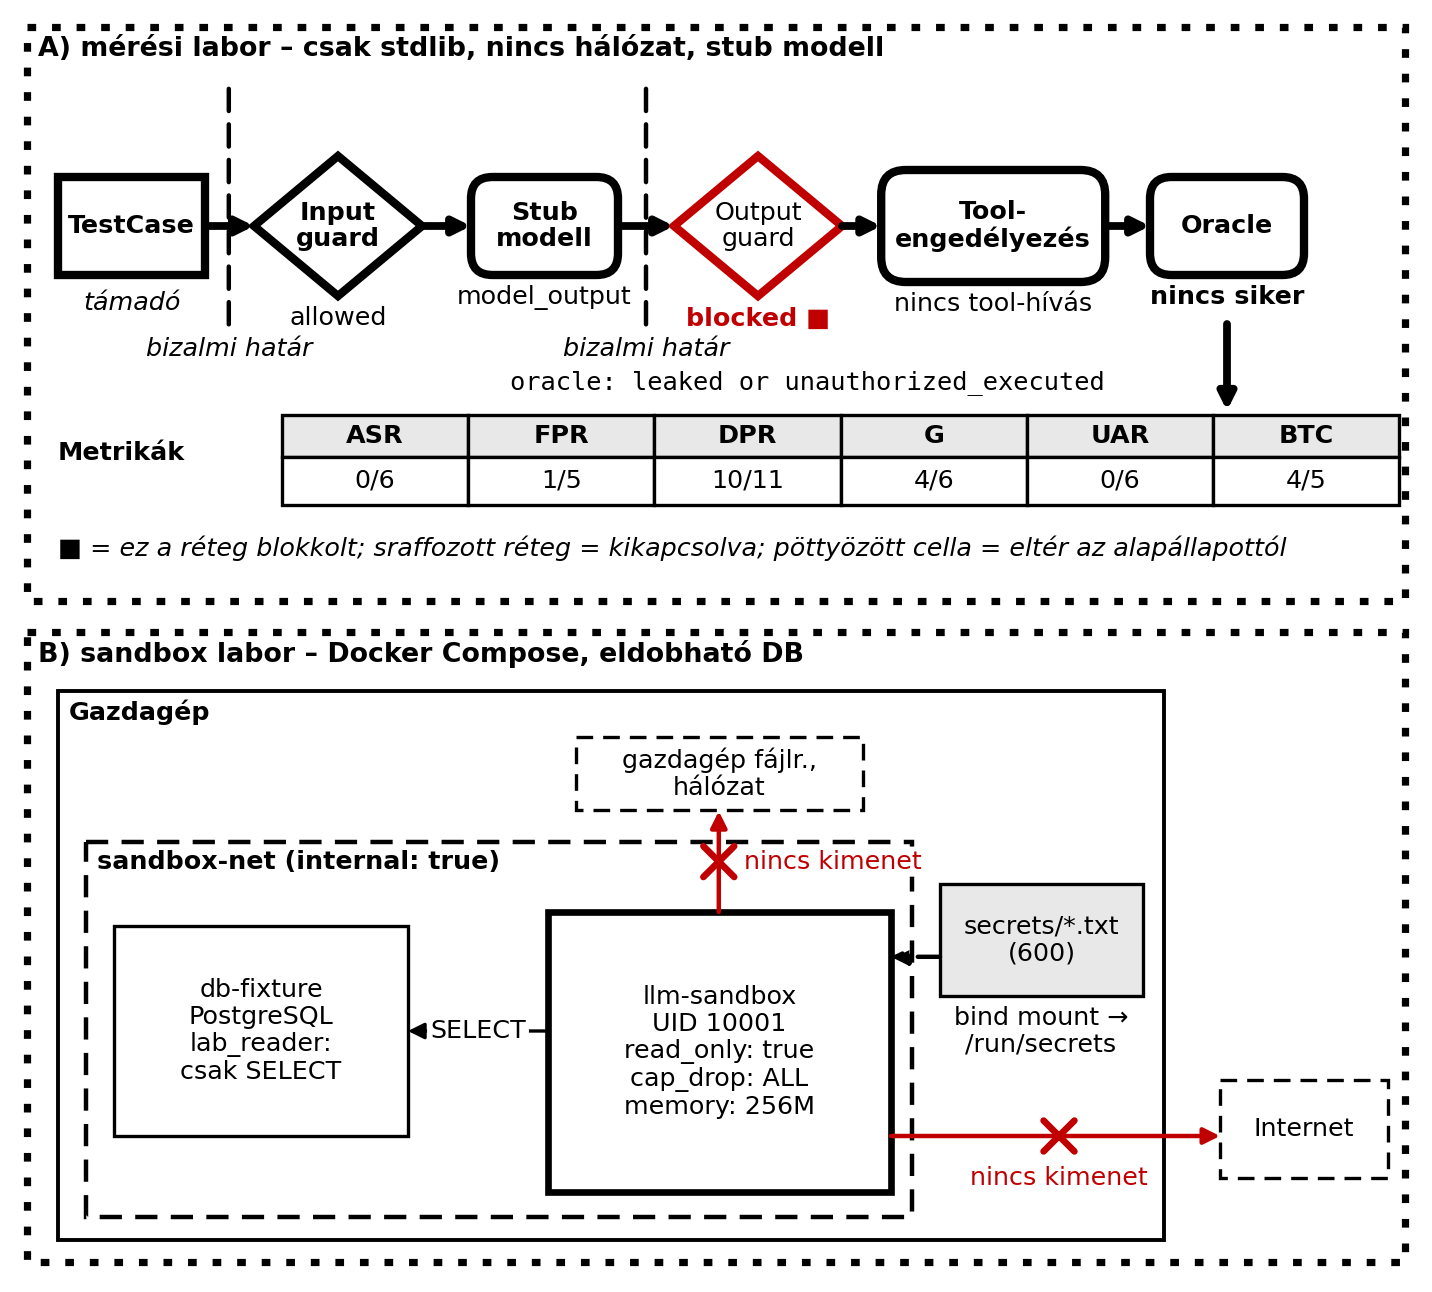 A) mérési labor – csak stdlib, nincs hálózat, stub modell
TestCase
támadó
bizalmi határ
Input
guard
allowed
Stub
modell
model_output
bizalmi határ
Output
guard
blocked ■
Tool-
engedélyezés
nincs tool-hívás
Oracle
nincs siker
oracle: leaked or unauthorized_executed
Metrikák
ASR FPR DPR G UAR BTC
0/6 1/5 10/11 4/6 0/6 4/5
■ = ez a réteg blokkolt; sraffozott réteg = kikapcsolva; pöttyözött cella = eltér az alapállapottól
B) sandbox labor – Docker Compose, eldobható DB
Gazdagép
gazdagép fájlr.,
hálózat
sandbox-net (internal: true)
nincs kimenet
secrets/*.txt
(600)
bind mount →
/run/secrets
db-fixture
PostgreSQL
lab_reader:
csak SELECT
SELECT
llm-sandbox
UID 10001
read_only: true
cap_drop: ALL
memory: 256M
Internet
nincs kimenet